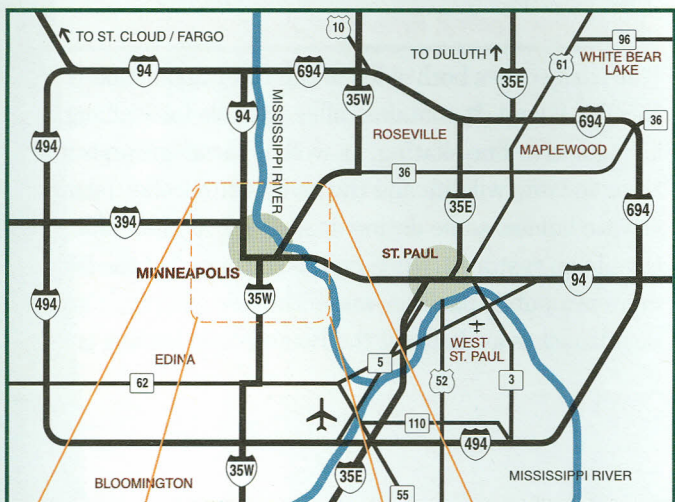 TO ST. CLOUD / FARGO
10
TO DULUTH
61
96
WHITE BEAR
LAKE
94
694
35W
35E
94
MISSISSIPPI RIVER
494
ROSEVILLE
694
36
MAPLEWOOD
36
394
35E
694
MINNEAPOLIS
ST. PAUL
94
494
35W
WEST
ST. PAUL
EDINA
5
62
52
3
110
494
35W
35E
BLOOMINGTON
MISSISSIPPI RIVER
55